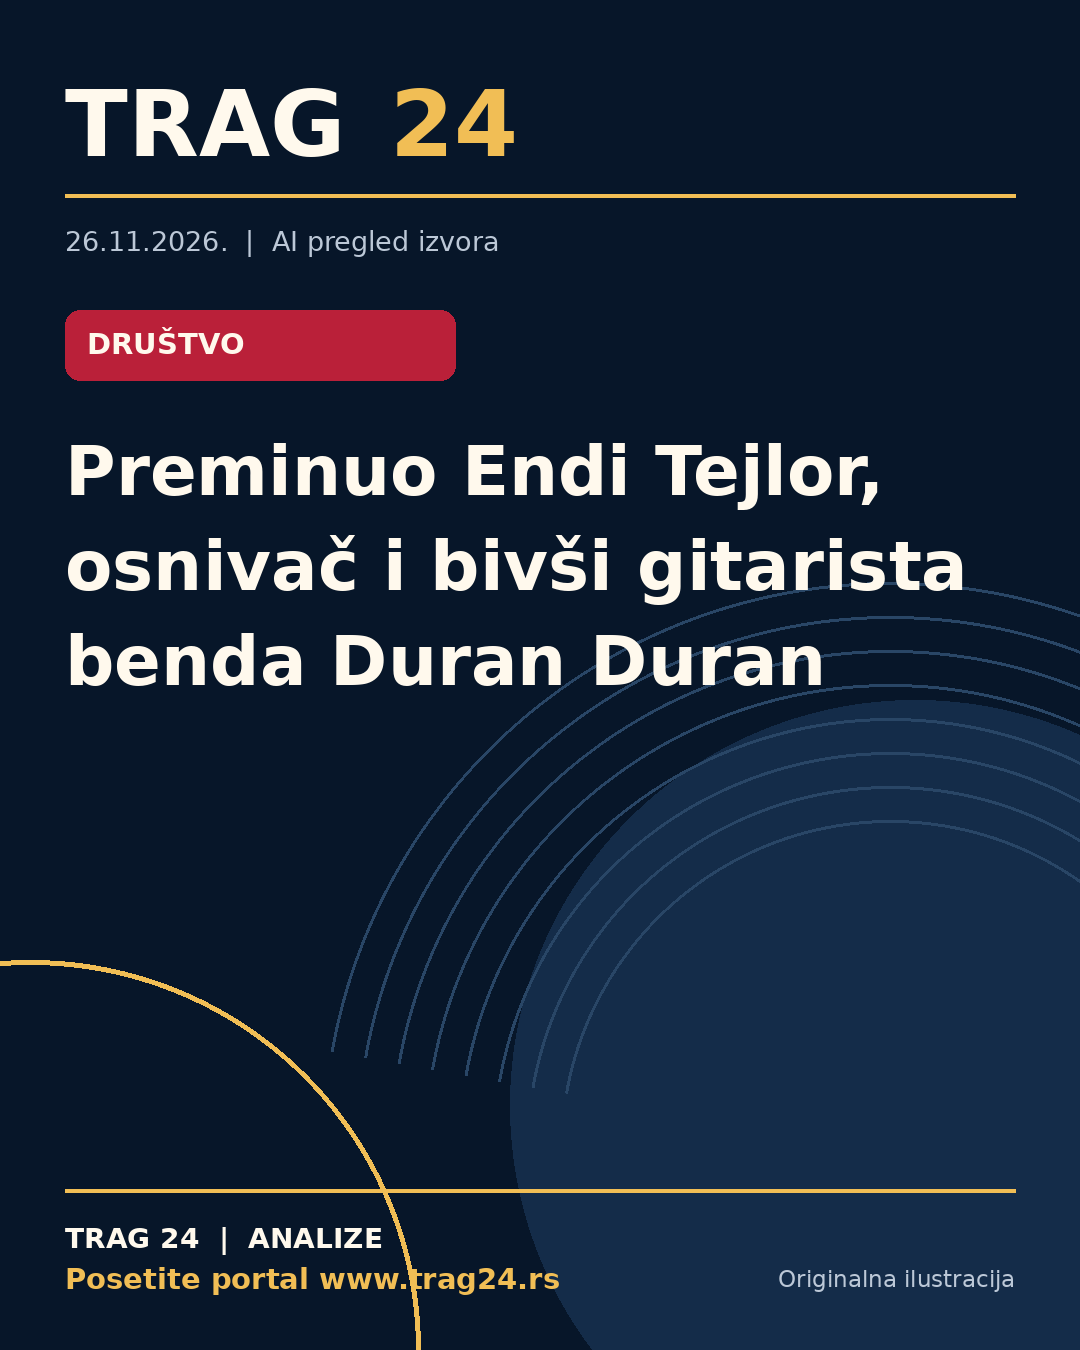 TRAG 24
26.11.2026. | AI pregled izvora
DRUŠTVO
Preminuo Endi Tejlor,
osnivač i bivši gitarista
benda Duran Duran
TRAG 24 | ANALIZE
Posetite portal www.trag24.rs
Originalna ilustracija